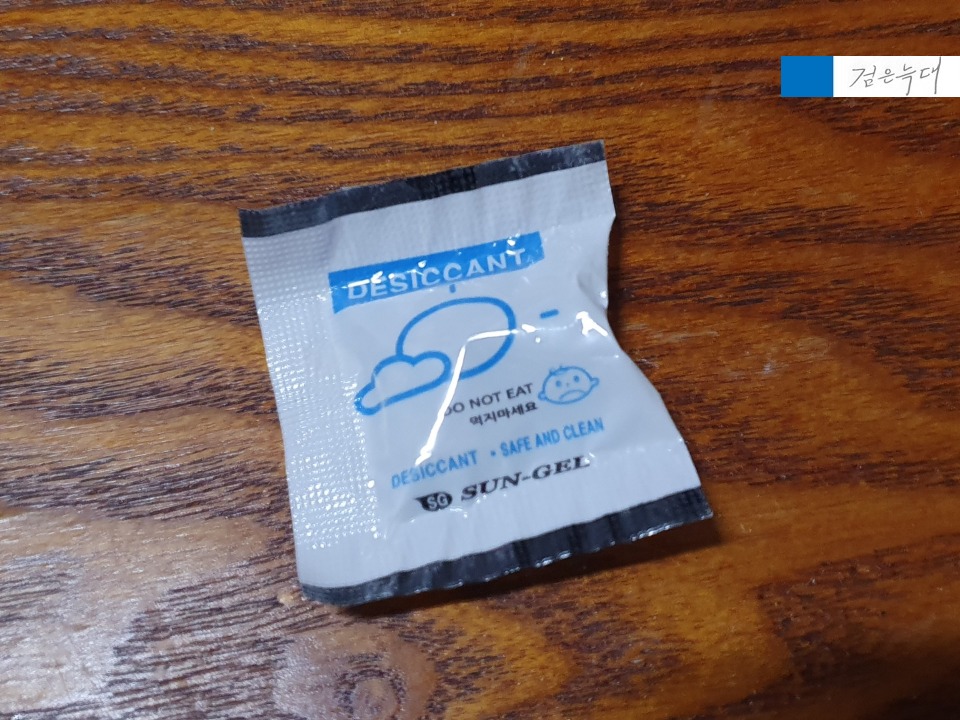 검은늑대
DESICCANT
DO NOT EAT
먹지마세요
DESICCANT • SAFE AND CLEAN
SG SUN-GEL